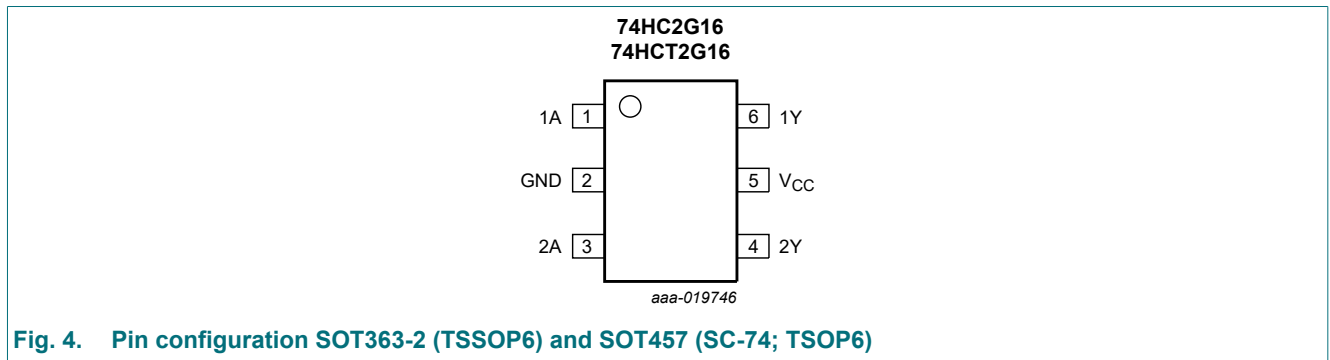 74HC2G16
74HCT2G16
1A 1 6 1Y
GND 2 5 VCC
2A 3 4 2Y
aaa-019746
Fig. 4. Pin configuration SOT363-2 (TSSOP6) and SOT457 (SC-74; TSOP6)